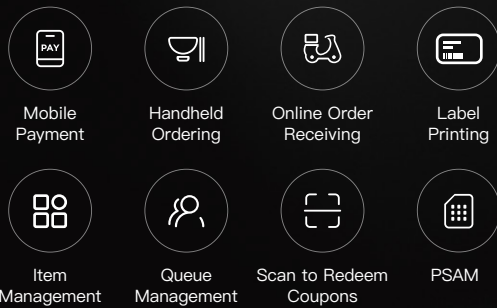 PAY
Mobile
Payment
Handheld
Ordering
Online Order
Receiving
Label
Printing
Item
Management
Queue
Management
Scan to Redeem
Coupons
PSAM